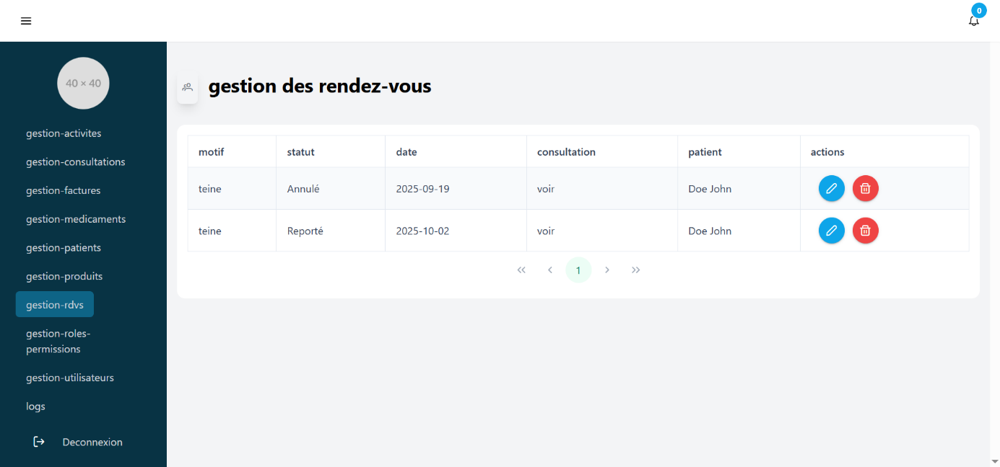 0
40 × 40
gestion-activites
gestion-consultations
gestion-factures
gestion-medicaments
gestion-patients
gestion-produits
gestion-rdvs
gestion-roles-
permissions
gestion-utilisateurs
logs
Deconnexion
gestion des rendez-vous
motif statut date consultation patient actions
teine Annulé 2025-09-19 voir Doe John
teine Reporté 2025-10-02 voir Doe John
1